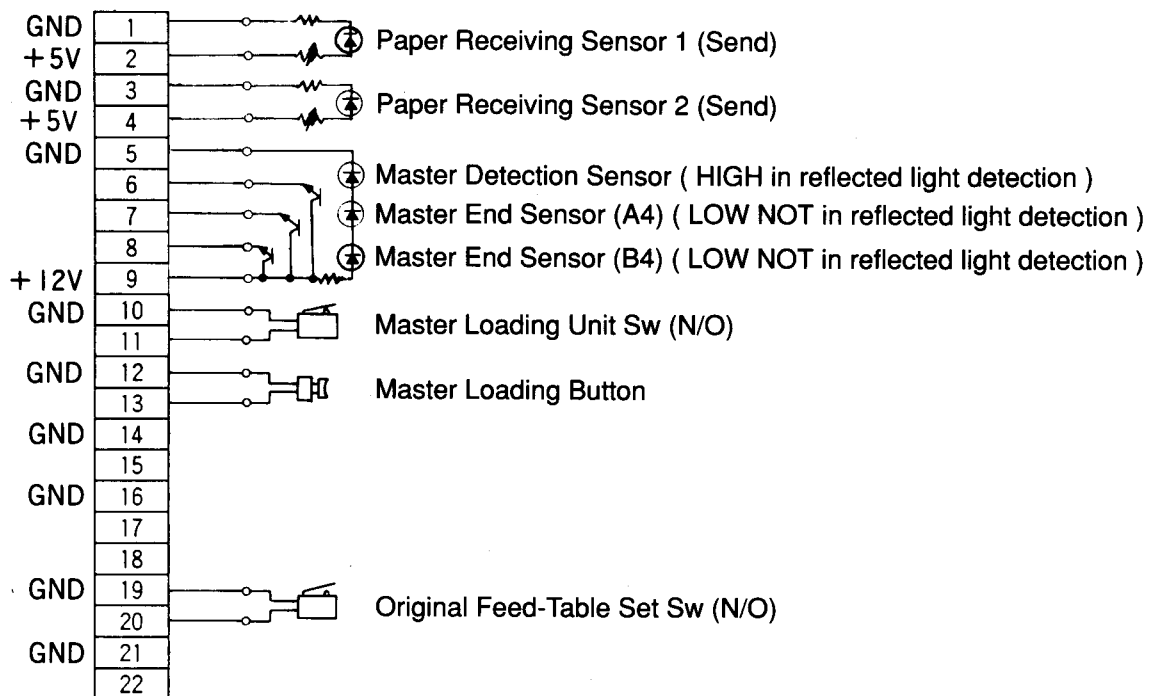 GND 1
+5V 2 Paper Receiving Sensor 1 (Send)
GND 3
+5V 4 Paper Receiving Sensor 2 (Send)
GND 5
6 Master Detection Sensor ( HIGH in reflected light detection )
7 Master End Sensor (A4) ( LOW NOT in reflected light detection )
8 Master End Sensor (B4) ( LOW NOT in reflected light detection )
+12V 9
GND 10
11 Master Loading Unit Sw (N/O)
GND 12
13 Master Loading Button
GND 14
15
GND 16
17
18
GND 19
20 Original Feed-Table Set Sw (N/O)
GND 21
22